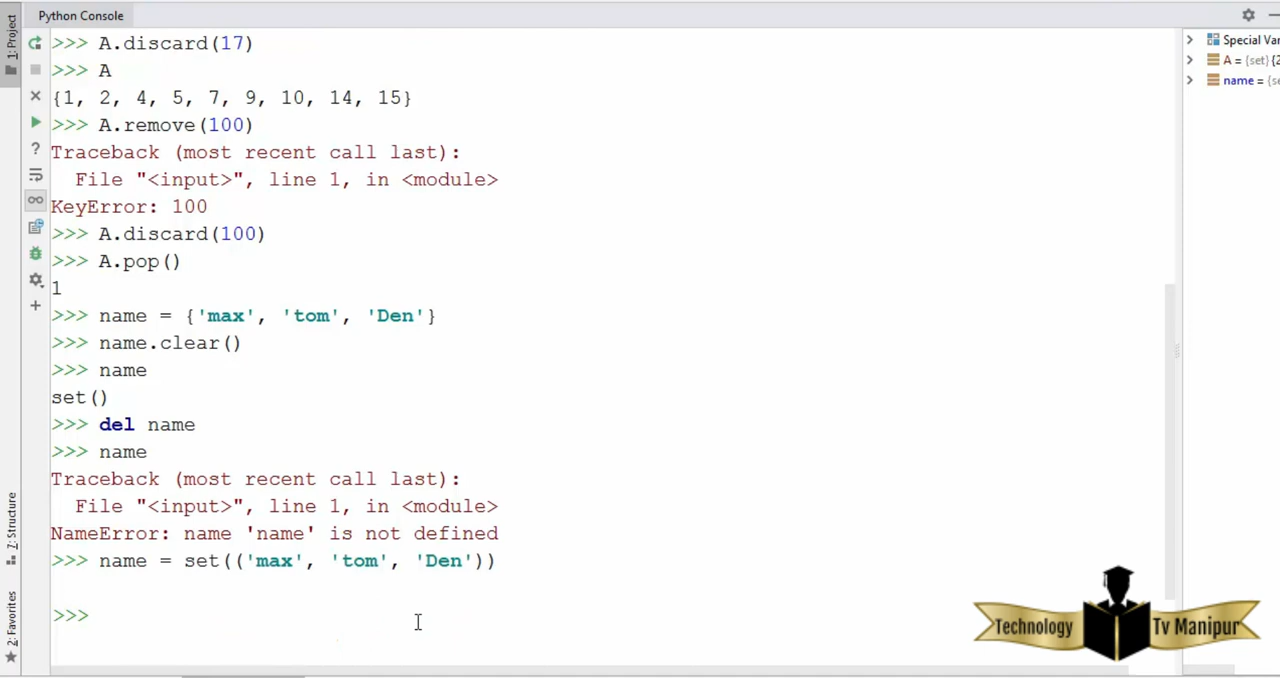 Python Console
1: Project
>>> A.discard(17)
>>> A
{1, 2, 4, 5, 7, 9, 10, 14, 15}
>>> A.remove(100)
Traceback (most recent call last):
  File "<input>", line 1, in <module>
KeyError: 100
>>> A.discard(100)
>>> A.pop()
1
>>> name = {'max', 'tom', 'Den'}
>>> name.clear()
>>> name
set()
>>> del name
>>> name
Traceback (most recent call last):
  File "<input>", line 1, in <module>
NameError: name 'name' is not defined
>>> name = set(('max', 'tom', 'Den'))
>>>
Special Var
A = {set} {2
name = {se
7: Structure
2: Favorites
Technology Tv Manipur